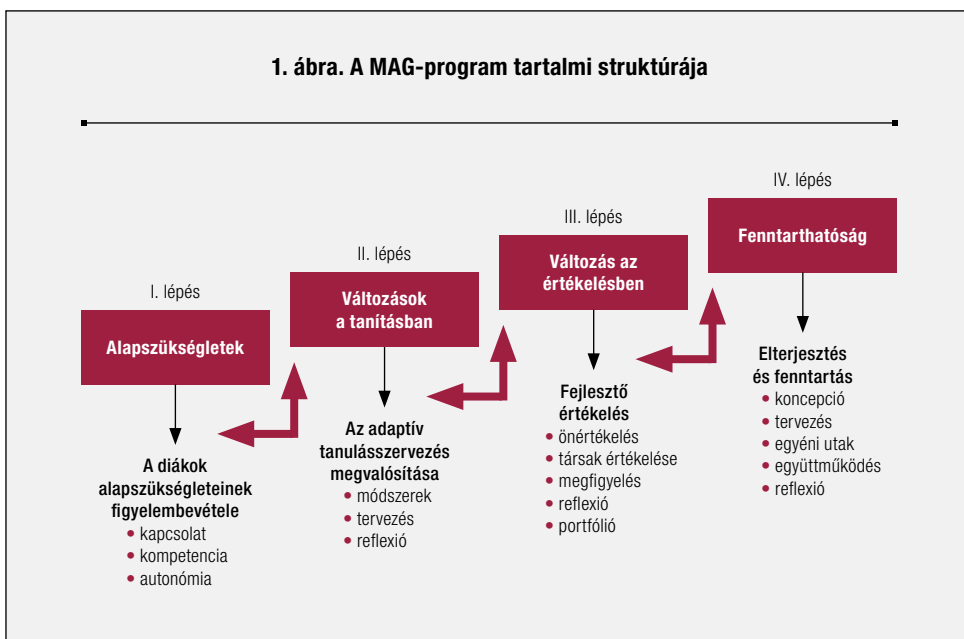 1. ábra. A MAG-program tartalmi struktúrája
I. lépés
Alapszükségletek
A diákok
alapszükségleteinek
figyelembevétele
• kapcsolat
• kompetencia
• autonómia
II. lépés
Változások
a tanításban
Az adaptív
tanulásszervezés
megvalósítása
• módszerek
• tervezés
• reflexió
III. lépés
Változás az
értékelésben
Fejlesztő
értékelés
• önértékelés
• társak értékelése
• megfigyelés
• reflexió
• portfólió
IV. lépés
Fenntarthatóság
Elterjesztés
és fenntartás
• koncepció
• tervezés
• egyéni utak
• együttműködés
• reflexió